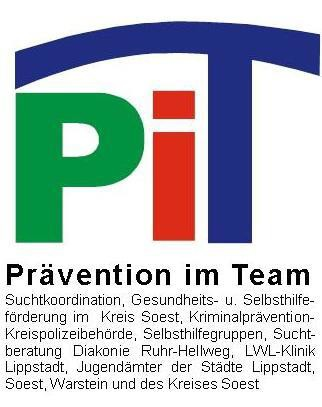 PiT
Prävention im Team
Suchtkoordination, Gesundheits- u. Selbsthilfe-
förderung im Kreis Soest, Kriminalprävention-
Kreispolizeibehörde, Selbsthilfegruppen, Sucht-
beratung Diakonie Ruhr-Hellweg, LWL-Klinik
Lippstadt, Jugendämter der Städte Lippstadt,
Soest, Warstein und des Kreises Soest